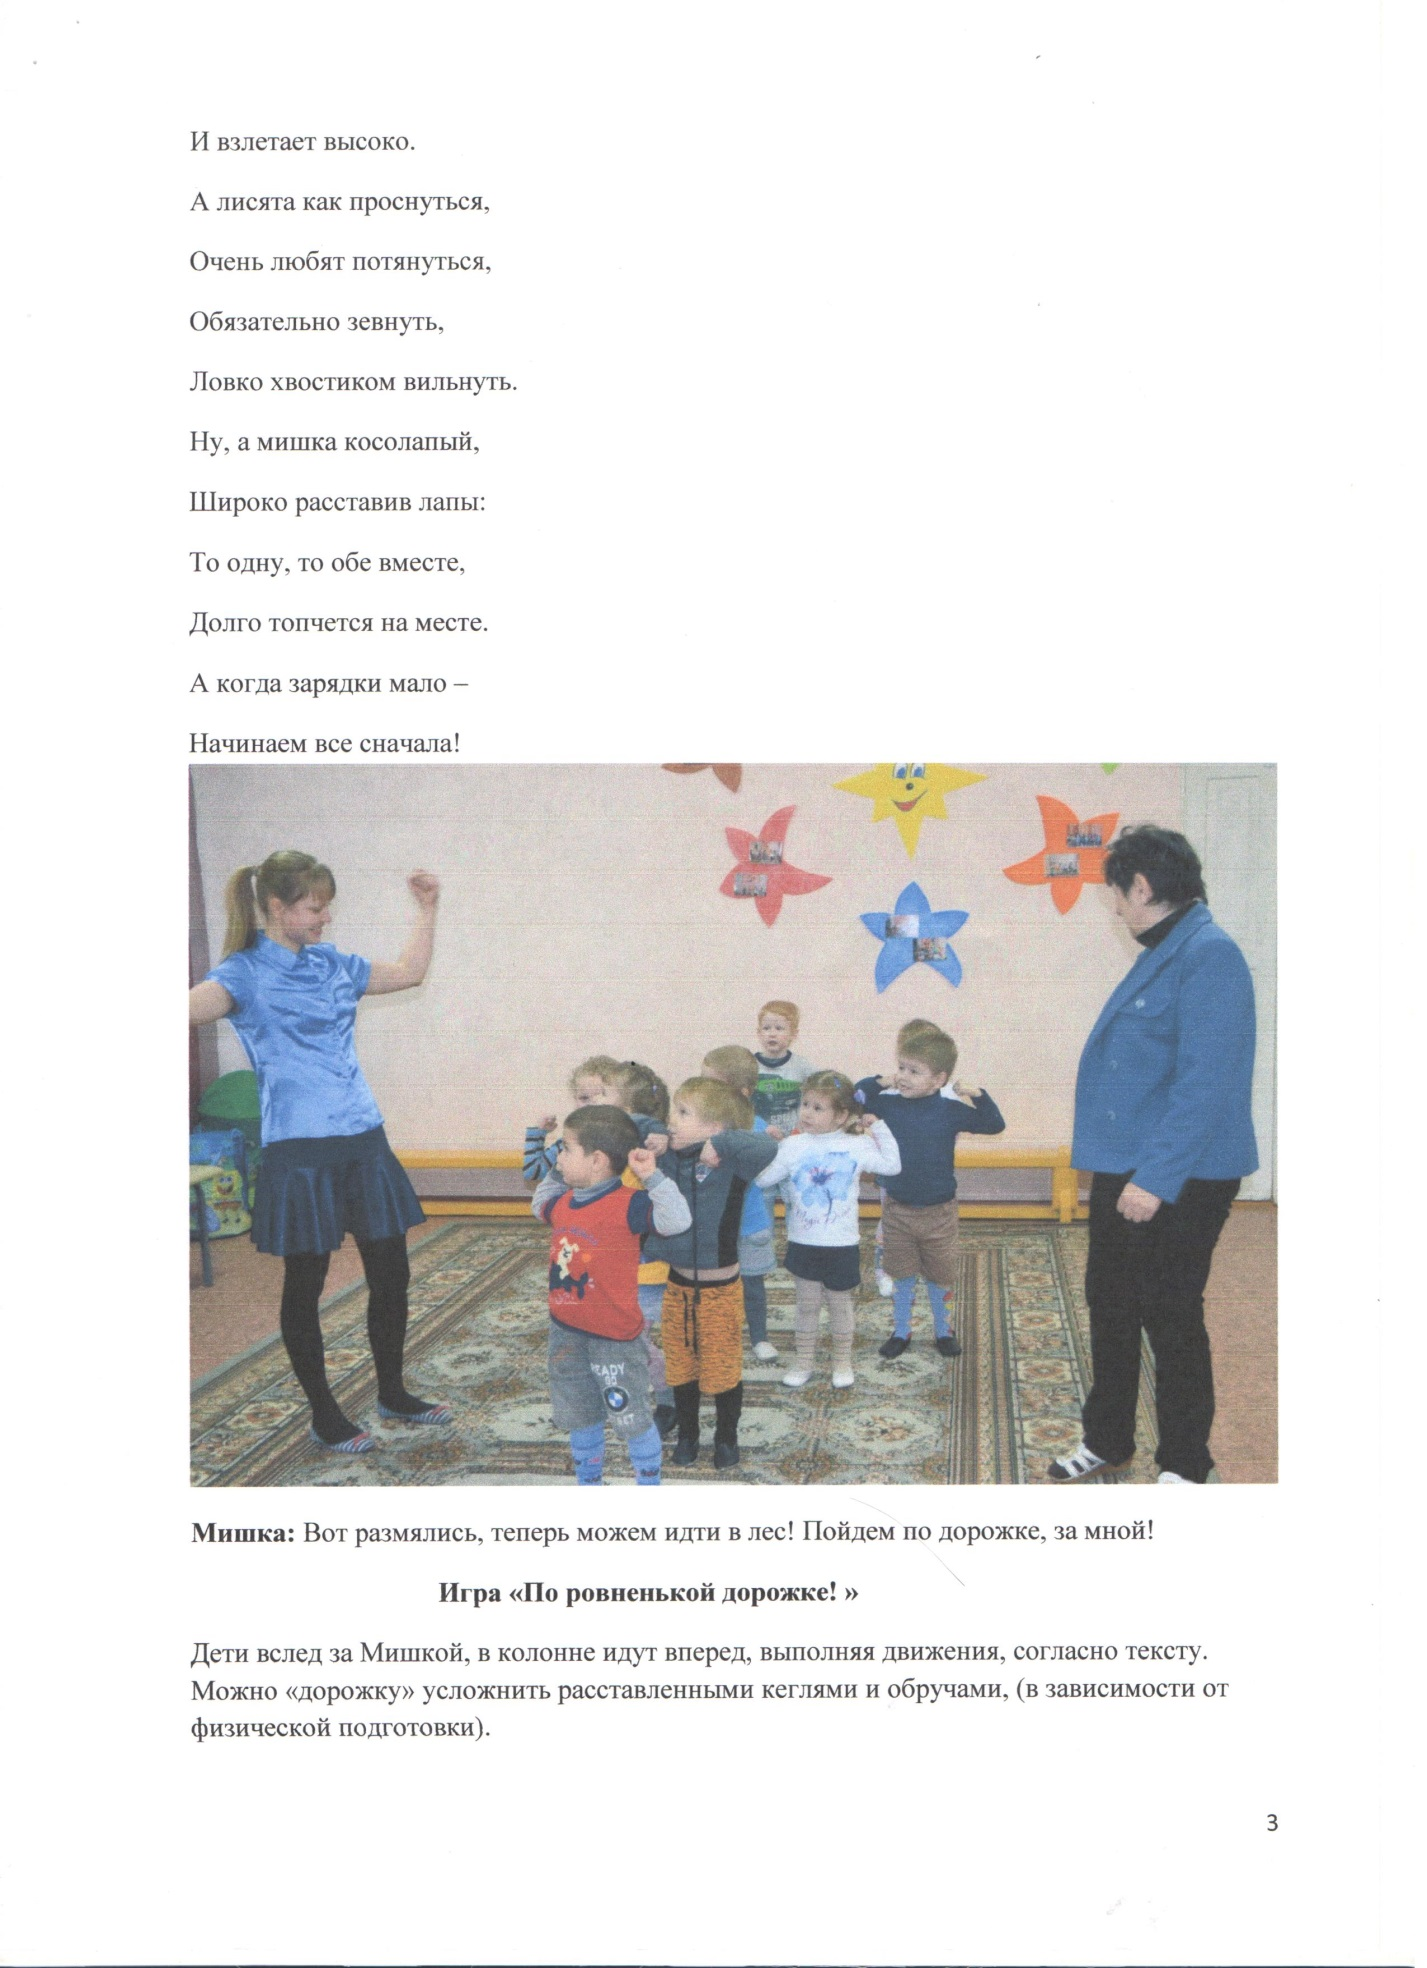 И взлетает высоко.
А лисята как проснуться,
Очень любят потянуться,
Обязательно зевнуть,
Ловко хвостиком вильнуть.
Ну, а мишка косолапый,
Широко расставив лапы:
То одну, то обе вместе,
Долго топчется на месте.
А когда зарядки мало –
Начинаем все сначала!
READY
GO
Мишка: Вот размялись, теперь можем идти в лес! Пойдем по дорожке, за мной!
Игра «По ровненькой дорожке! »
Дети вслед за Мишкой, в колонне идут вперед, выполняя движения, согласно тексту.
Можно «дорожку» усложнить расставленными кеглями и обручами, (в зависимости от
физической подготовки).
3